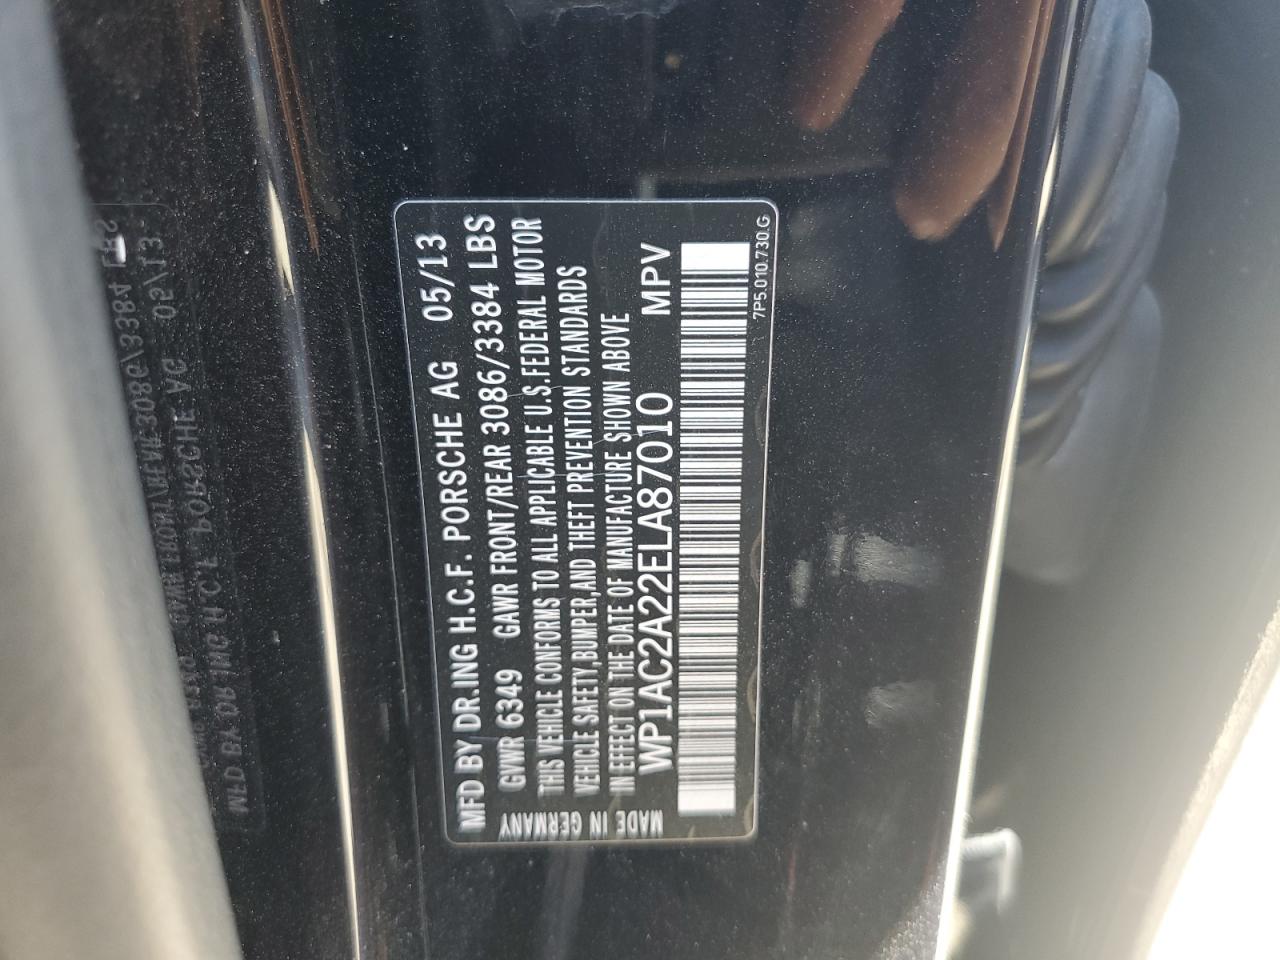 MFD BY DR.ING H.C.F. PORSCHE AG 05/13
GVWR 6349 GAWR FRONT/REAR 3086/3384 LBS
THIS VEHICLE CONFORMS TO ALL APPLICABLE U.S.FEDERAL MOTOR
VEHICLE SAFETY,BUMPER,AND THEFT PREVENTION STANDARDS
IN EFFECT ON THE DATE OF MANUFACTURE SHOWN ABOVE
WP1AC2A22ELA87010 MPV
7P5.010.730.G
MADE IN GERMANY